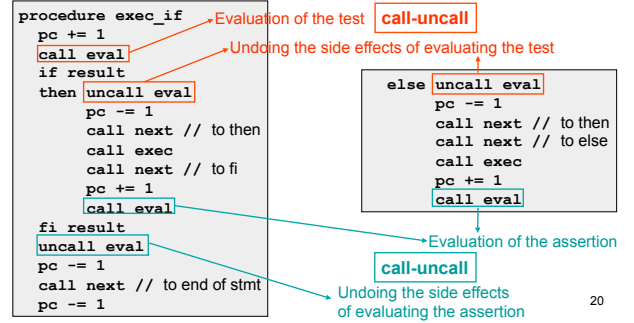 procedure exec_if
pc += 1
call eval
if result
then uncall eval
pc -= 1
call next // to then
call exec
call next // to fi
pc += 1
call eval
fi result
uncall eval
pc -= 1
call next // to end of stmt
pc -= 1
Evaluation of the test
call-uncall
Undoing the side effects of evaluating the test
else uncall eval
pc -= 1
call next // to then
call next // to else
call exec
pc += 1
call eval
Evaluation of the assertion
call-uncall
Undoing the side effects
of evaluating the assertion
20